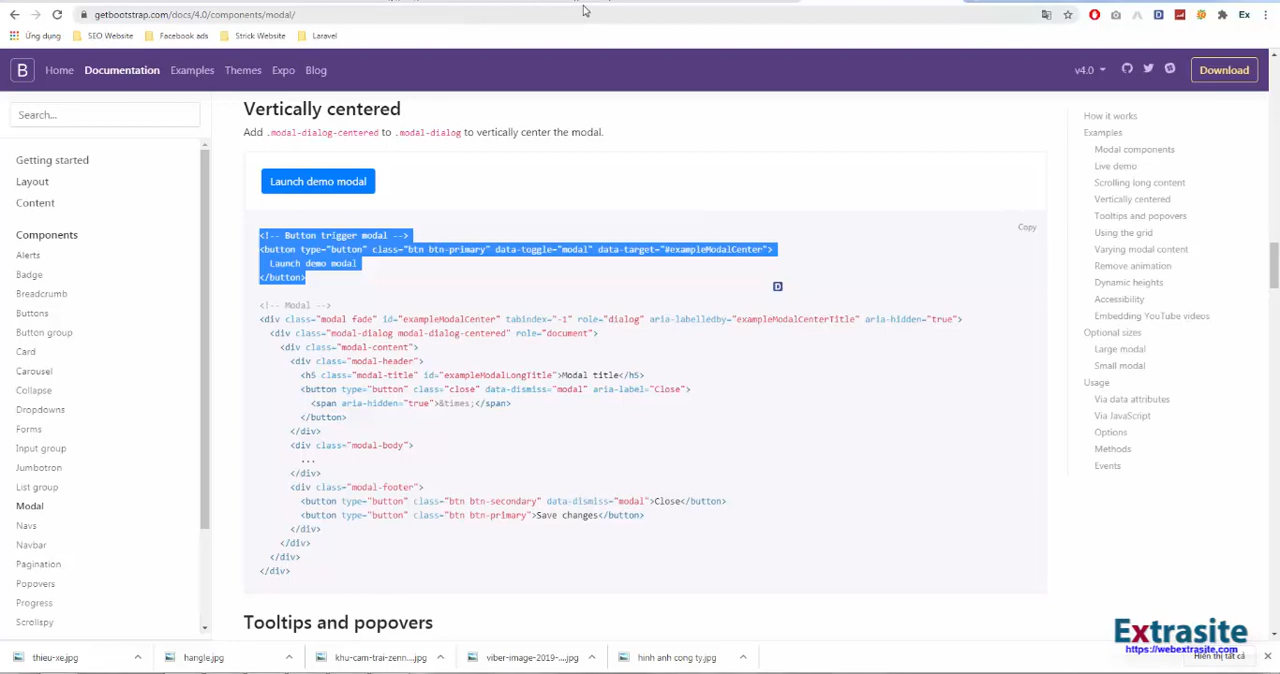 getbootstrap.com/docs/4.0/components/modal/
Ex
Ứng dụng SEO Website Facebook ads Strick Website Laravel
B Home Documentation Examples Themes Expo Blog v4.0 Download
Search...
Getting started
Layout
Content
Components
Alerts
Badge
Breadcrumb
Buttons
Button group
Card
Carousel
Collapse
Dropdowns
Forms
Input group
Jumbotron
List group
Modal
Navs
Navbar
Pagination
Popovers
Progress
Scrollspy
Vertically centered
Add .modal-dialog-centered to .modal-dialog to vertically center the modal.
Launch demo modal
Copy
<!-- Button trigger modal -->
<button type="button" class="btn btn-primary" data-toggle="modal" data-target="#exampleModalCenter">
Launch demo modal
</button>
D
<!-- Modal -->
<div class="modal fade" id="exampleModalCenter" tabindex="-1" role="dialog" aria-labelledby="exampleModalCenterTitle" aria-hidden="true">
<div class="modal-dialog modal-dialog-centered" role="document">
<div class="modal-content">
<div class="modal-header">
<h5 class="modal-title" id="exampleModalLongTitle">Modal title</h5>
<button type="button" class="close" data-dismiss="modal" aria-label="Close">
<span aria-hidden="true">&times;</span>
</button>
</div>
<div class="modal-body">
...
</div>
<div class="modal-footer">
<button type="button" class="btn btn-secondary" data-dismiss="modal">Close</button>
<button type="button" class="btn btn-primary">Save changes</button>
</div>
</div>
</div>
</div>
Tooltips and popovers
How it works
Examples
Modal components
Live demo
Scrolling long content
Vertically centered
Tooltips and popovers
Using the grid
Varying modal content
Remove animation
Dynamic heights
Accessibility
Embedding YouTube videos
Optional sizes
Large modal
Small modal
Usage
Via data attributes
Via JavaScript
Options
Methods
Events
Extrasite
https://webextrasite.com
thieu-xe.jpg hangle.jpg khu-cam-trai-zenn....jpg viber-image-2019-....jpg hinh anh cong ty.jpg Hiển thị tất cả